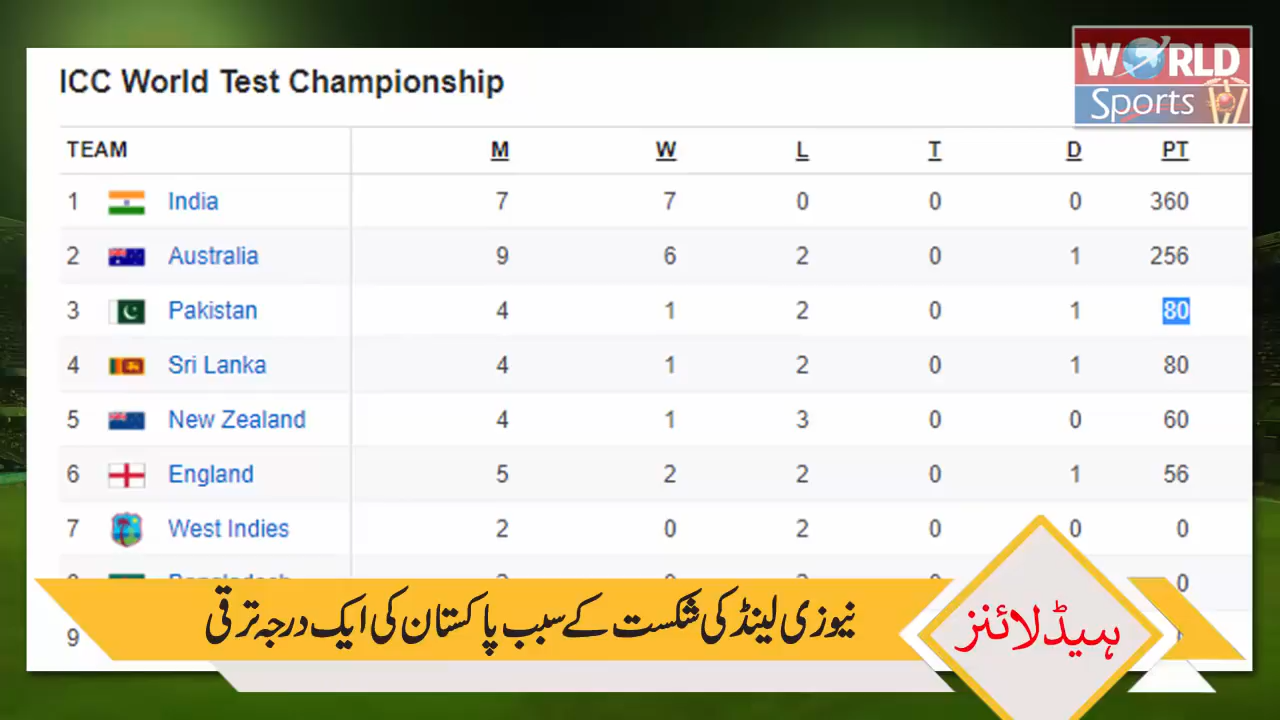 WORLD
Sports
ICC World Test Championship
TEAM M W L T D PT
1 India 7 7 0 0 0 360
2 Australia 9 6 2 0 1 256
3 Pakistan 4 1 2 0 1 80
4 Sri Lanka 4 1 2 0 1 80
5 New Zealand 4 1 3 0 0 60
6 England 5 2 2 0 1 56
7 West Indies 2 0 2 0 0 0
Bangladesh 0
9
نیوزی لینڈ کی شکست کے سبب پاکستان کی ایک درجہ ترقی
ہیڈلائنز